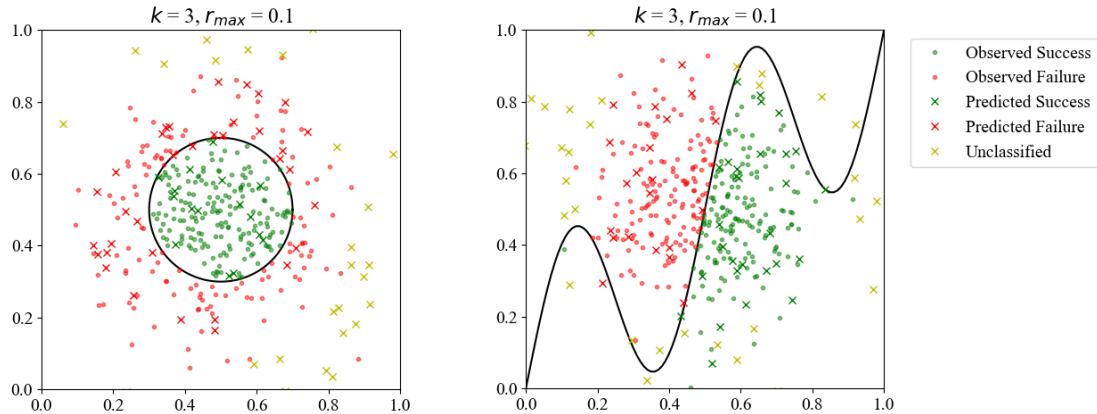 k = 3, r_max = 0.1
1.0
0.8
0.6
0.4
0.2
0.0
0.0 0.2 0.4 0.6 0.8 1.0
k = 3, r_max = 0.1
1.0
0.8
0.6
0.4
0.2
0.0
0.0 0.2 0.4 0.6 0.8 1.0
Observed Success
Observed Failure
Predicted Success
Predicted Failure
Unclassified